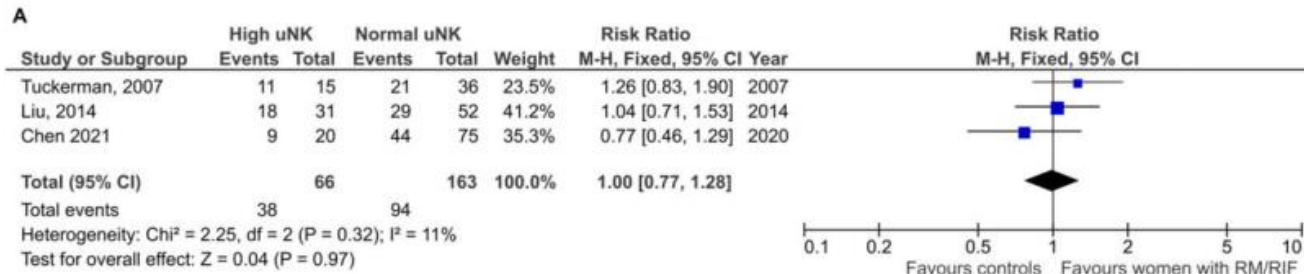 A
High uNK Normal uNK Risk Ratio Risk Ratio
Study or Subgroup Events Total Events Total Weight M-H, Fixed, 95% CI Year M-H, Fixed, 95% CI
Tuckerman, 2007 11 15 21 36 23.5% 1.26 [0.83, 1.90] 2007
Liu, 2014 18 31 29 52 41.2% 1.04 [0.71, 1.53] 2014
Chen 2021 9 20 44 75 35.3% 0.77 [0.46, 1.29] 2020
Total (95% CI) 66 163 100.0% 1.00 [0.77, 1.28]
Total events 38 94
Heterogeneity: Chi² = 2.25, df = 2 (P = 0.32); I² = 11%
Test for overall effect: Z = 0.04 (P = 0.97)
0.1 0.2 0.5 1 2 5 10
Favours controls Favours women with RM/RIF